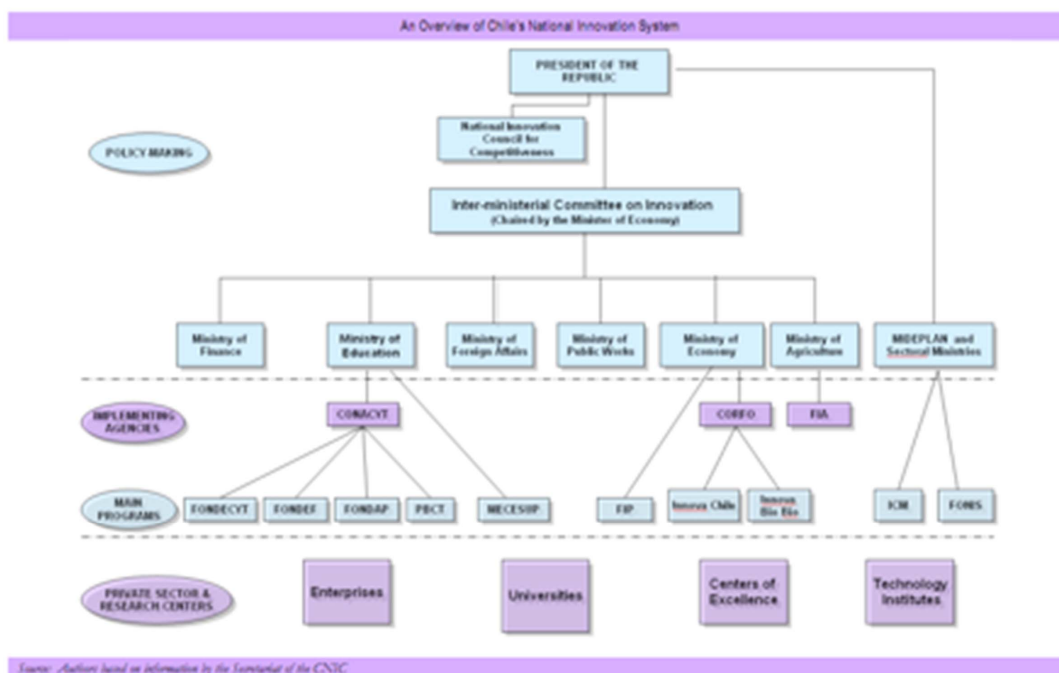 An Overview of Chile's National Innovation System
PRESIDENT OF THE
REPUBLIC
National Innovation
Council for
Competitiveness
POLICY MAKING
Inter-ministerial Committee on Innovation
(Chaired by the Minister of Economy)
Ministry of
Finance
Ministry of
Education
Ministry of
Foreign Affairs
Ministry of
Public Works
Ministry of
Economy
Ministry of
Agriculture
MIDEPLAN and
Sectoral Ministries
IMPLEMENTING
AGENCIES
CONACYT
CORFO
FIA
MAIN
PROGRAMS
FONDECYT
FONDEF
FONDAP
PBCT
MECESUP
FIP
Innova Chile
Innova
Bio Bio
ICM
FONIS
PRIVATE SECTOR &
RESEARCH CENTERS
Enterprises
Universities
Centers of
Excellence
Technology
Institutes
Source: Authors based on information by the Secretariat of the CNIC